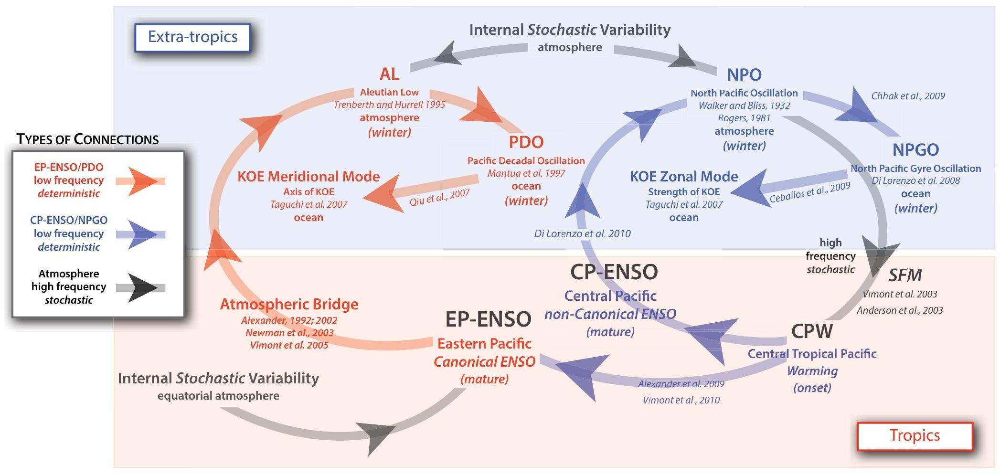 Extra-tropics
Internal Stochastic Variability
atmosphere
AL
Aleutian Low
Trenberth and Hurrell 1995
atmosphere
(winter)
NPO
North Pacific Oscillation
Walker and Bliss, 1932
Rogers, 1981
atmosphere
(winter)
Chhak et al., 2009
TYPES OF CONNECTIONS
EP-ENSO/PDO
low frequency
deterministic
CP-ENSO/NPGO
low frequency
deterministic
Atmosphere
high frequency
stochastic
PDO
Pacific Decadal Oscillation
Mantua et al. 1997
ocean
(winter)
KOE Meridional Mode
Axis of KOE
Taguchi et al. 2007
ocean
Qiu et al., 2007
NPGO
North Pacific Gyre Oscillation
Di Lorenzo et al. 2008
ocean
(winter)
KOE Zonal Mode
Strength of KOE
Taguchi et al. 2007
ocean
Ceballos et al., 2009
Di Lorenzo et al. 2010
high
frequency
stochastic
SFM
Vimont et al. 2003
Anderson et al., 2003
CP-ENSO
Central Pacific
non-Canonical ENSO
(mature)
Atmospheric Bridge
Alexander, 1992; 2002
Newman et al., 2003
Vimont et al. 2005
EP-ENSO
Eastern Pacific
Canonical ENSO
(mature)
CPW
Central Tropical Pacific
Warming
(onset)
Alexander et al. 2009
Vimont et al., 2010
Internal Stochastic Variability
equatorial atmosphere
Tropics